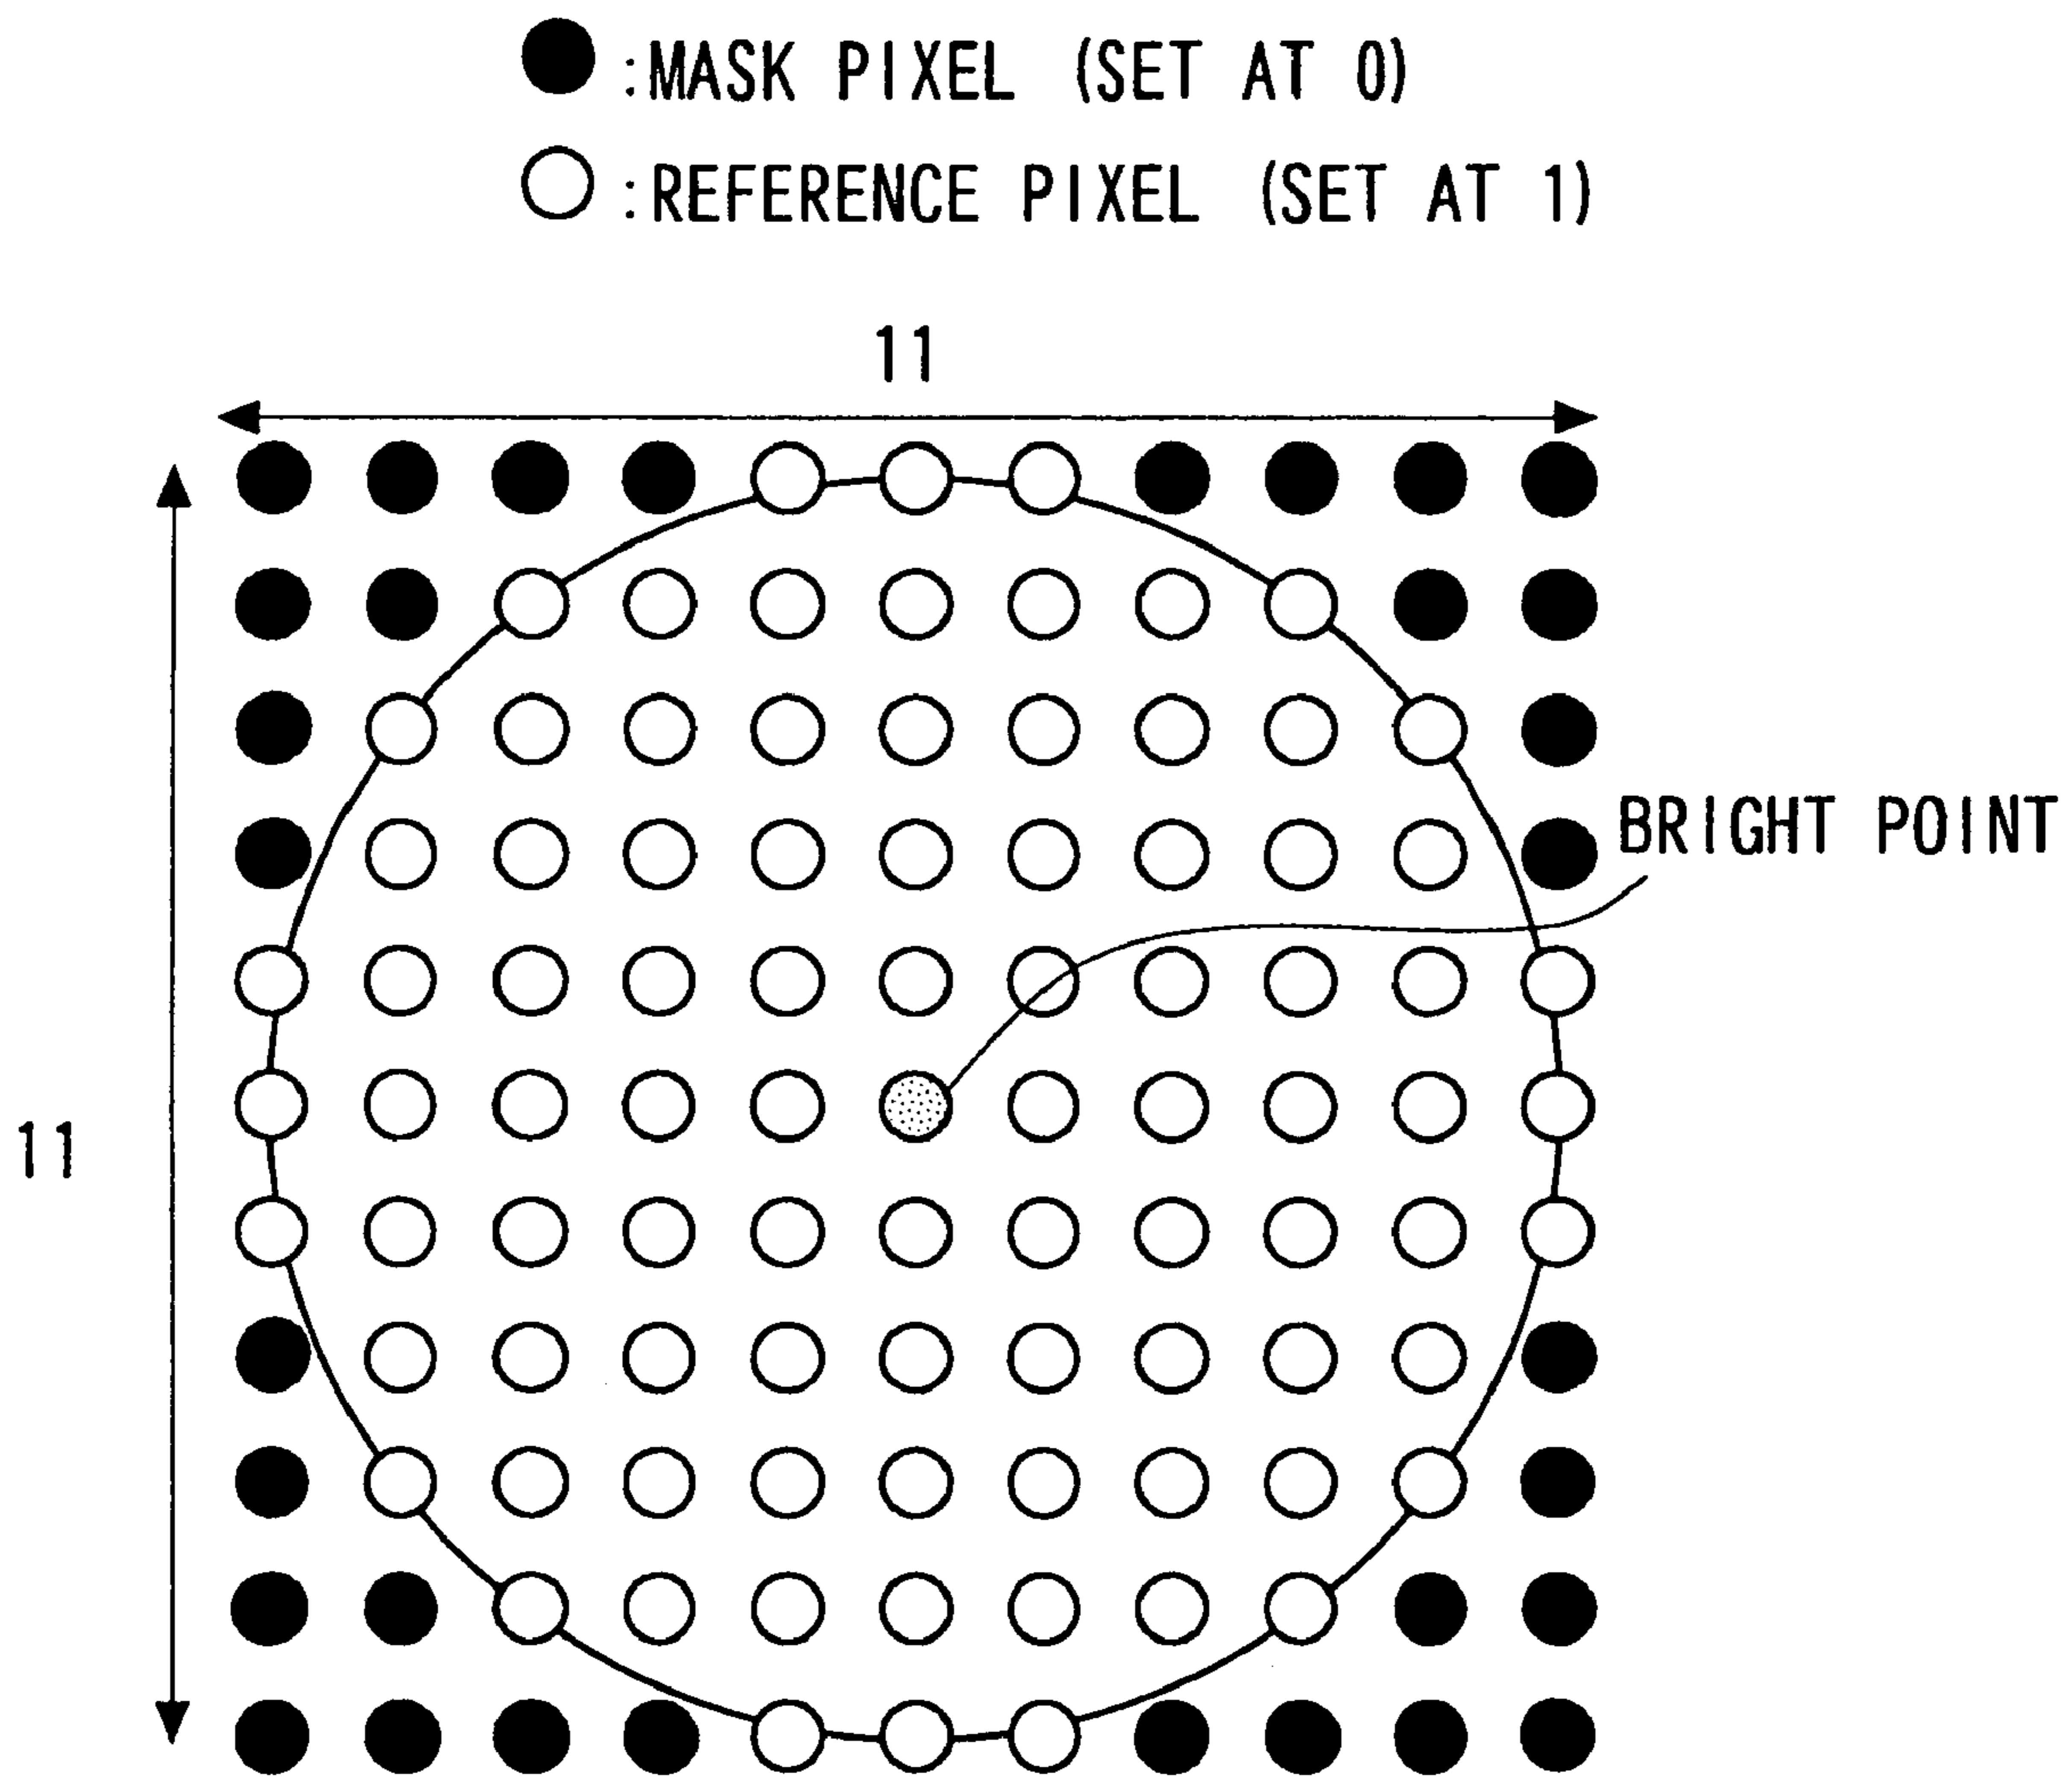 :MASK PIXEL (SET AT 0)
:REFERENCE PIXEL (SET AT 1)
11
BRIGHT POINT
11